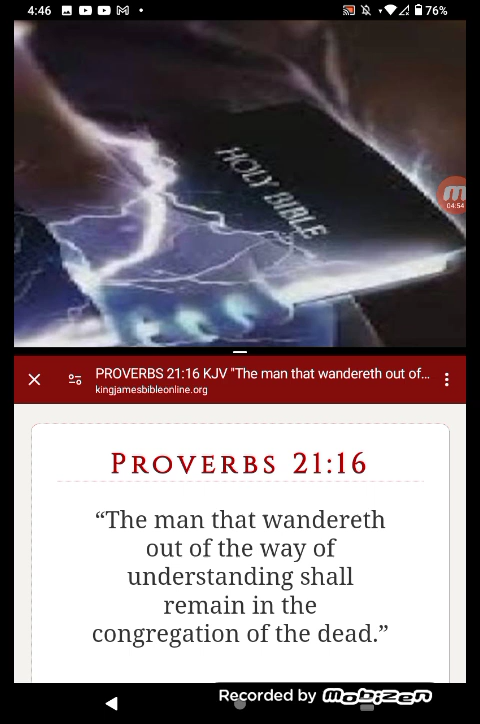 4:46
76%
HOLY BIBLE
04:54
PROVERBS 21:16 KJV "The man that wandereth out of...
kingjamesbibleonline.org
PROVERBS 21:16
“The man that wandereth
out of the way of
understanding shall
remain in the
congregation of the dead.”
Recorded by Mobizen